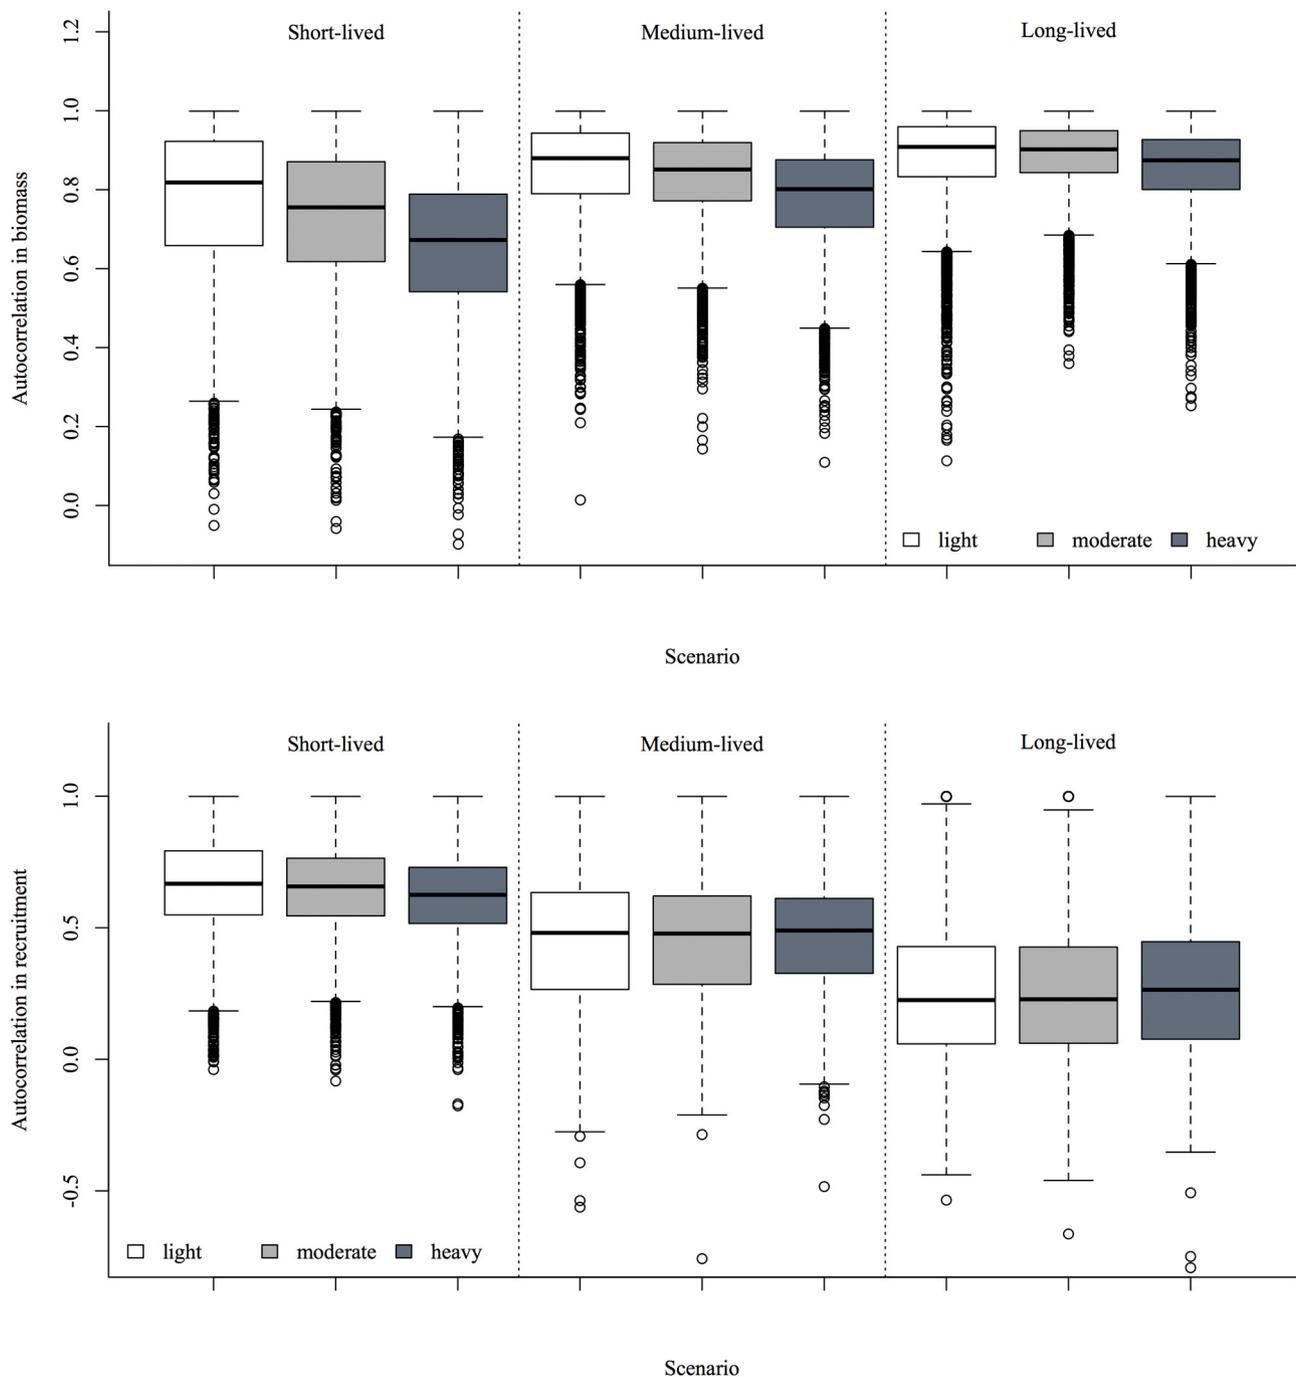 Short-lived Medium-lived Long-lived
Autocorrelation in biomass
1.2
1.0
0.8
0.6
0.4
0.2
0.0
light moderate heavy
Scenario
Short-lived Medium-lived Long-lived
Autocorrelation in recruitment
1.0
0.5
0.0
-0.5
light moderate heavy
Scenario